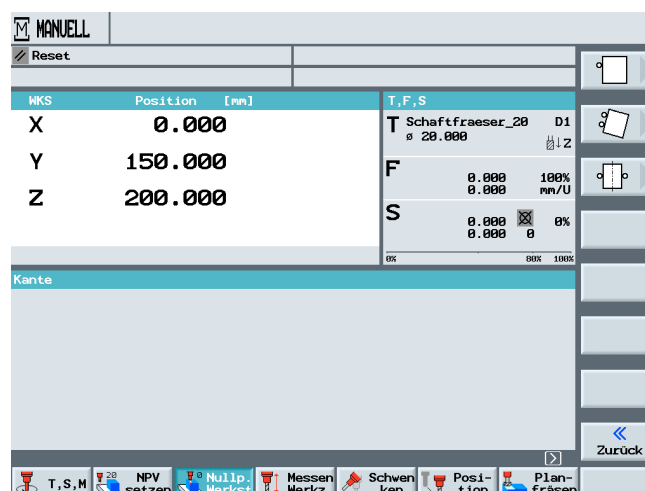 MANUELL
Reset
WKS Position [mm]
X 0.000
Y 150.000
Z 200.000
T,F,S
T Schaftfraeser_20 D1
ø 20.000 Z
F 0.000 100%
0.000 mm/U
S 0.000 0%
0.000 0
0% 80% 100%
Kante
Zurück
T,S,M
NPV setzen
Nullp. Werkst
Messen Werkz
Schwen ken
Posi- tion
Plan- fräsen